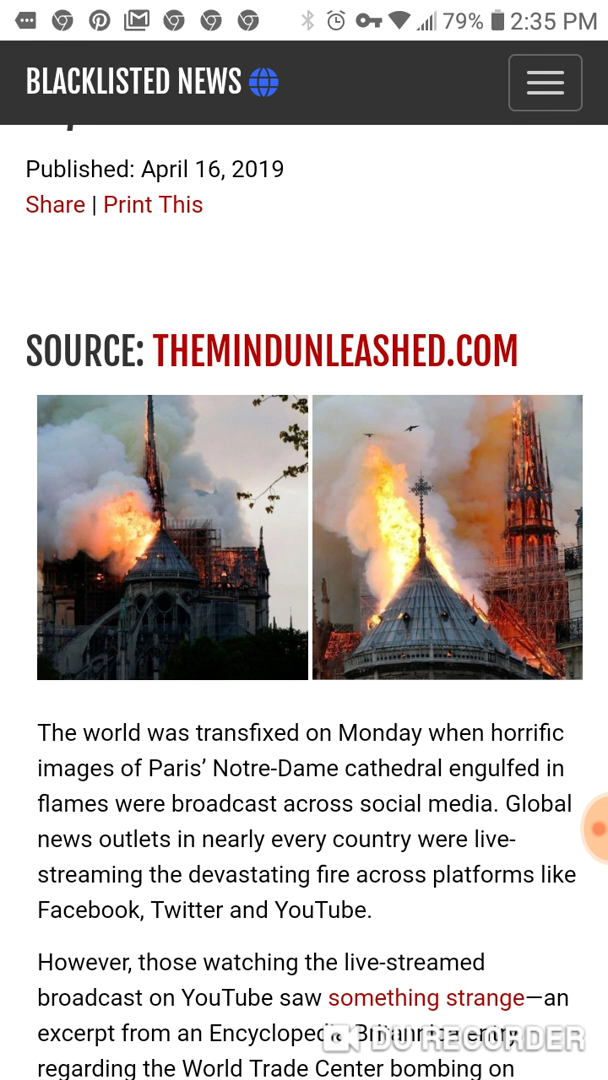 79% 2:35 PM
BLACKLISTED NEWS
Published: April 16, 2019
Share | Print This
SOURCE: THEMINDUNLEASHED.COM
The world was transfixed on Monday when horrific
images of Paris’ Notre-Dame cathedral engulfed in
flames were broadcast across social media. Global
news outlets in nearly every country were live-
streaming the devastating fire across platforms like
Facebook, Twitter and YouTube.
However, those watching the live-streamed
broadcast on YouTube saw something strange—an
excerpt from an Encyclopedia Britannica entry
DU RECORDER
regarding the World Trade Center bombing on